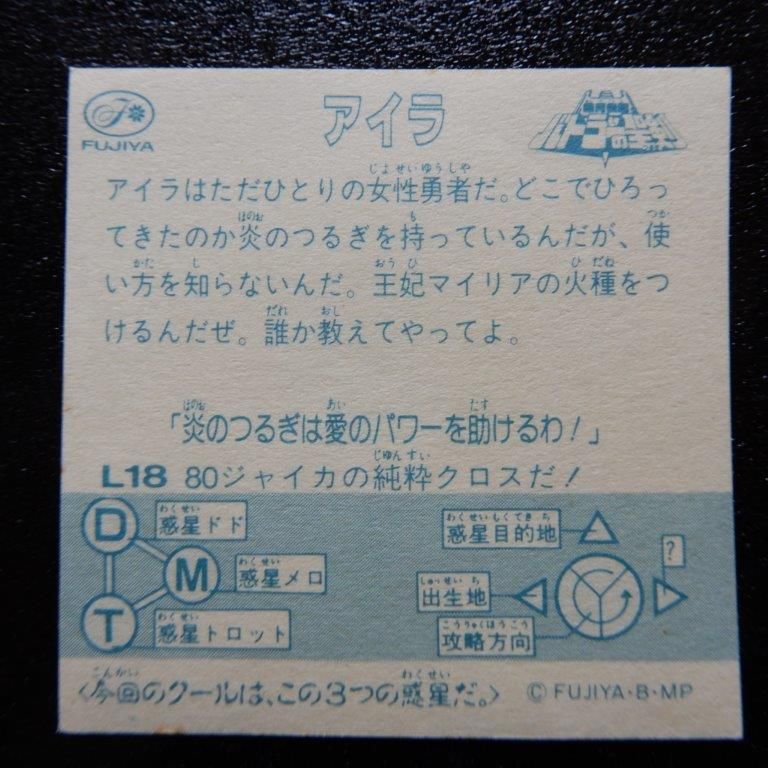 FUJIYA
アイラ
アイラはただひとりの女性勇者だ。どこでひろっ
てきたのか炎のつるぎを持っているんだが、使
い方を知らないんだ。王妃マイリアの火種をつ
けるんだぜ。誰か教えてやってよ。
「炎のつるぎは愛のパワーを助けるわ！」
L18 80ジャイカの純粋クロスだ！
D 惑星ドド
M 惑星メロ
T 惑星トロット
惑星目的地
?
出生地
攻略方向
〈今回のクールは、この3つの惑星だ。〉
© FUJIYA・B・MP